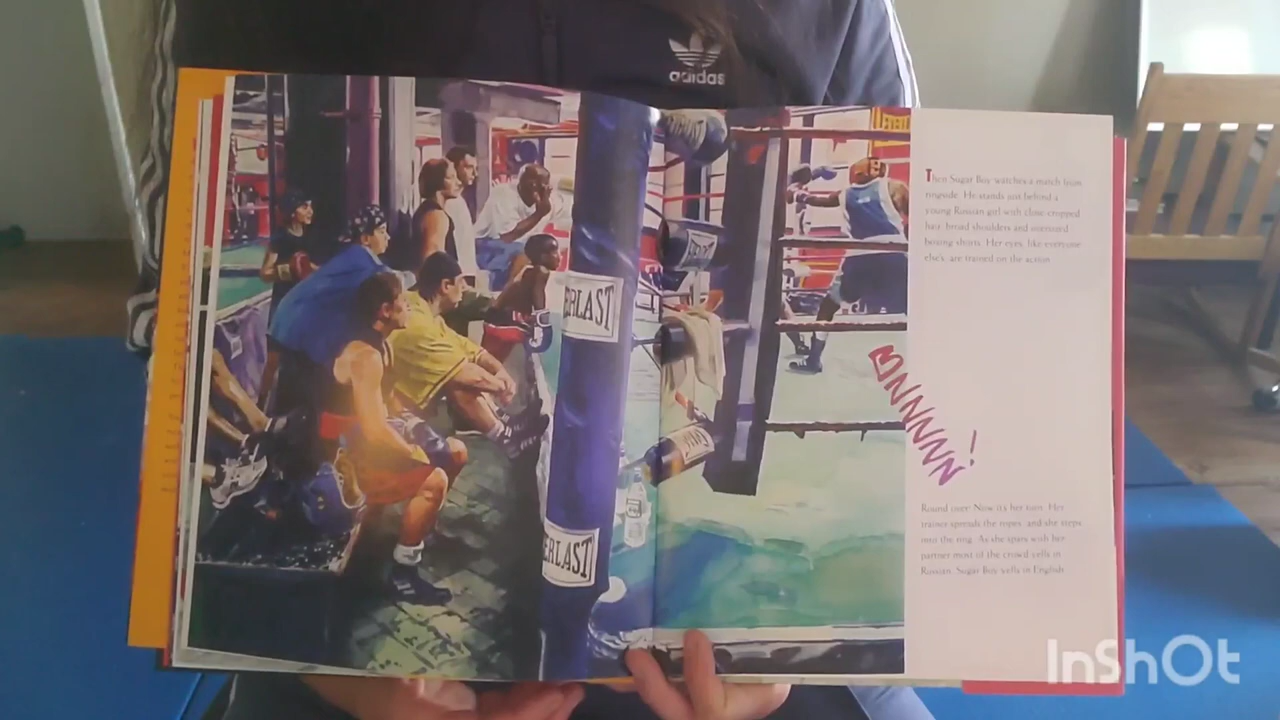 adidas
Then Sugar Boy watches a match from
ringside. He stands just behind a
young Russian girl with close-cropped
hair, broad shoulders and oversized
boxing shorts. Her eyes, like everyone
else's, are trained on the action.
BNNNNNN!
Round over! Now it's her turn. Her
trainer spreads the ropes, and she steps
into the ring. As she spars with her
partner most of the crowd yells in
Russian. Sugar Boy yells in English.
ERLAST
ERLAST
InShOt